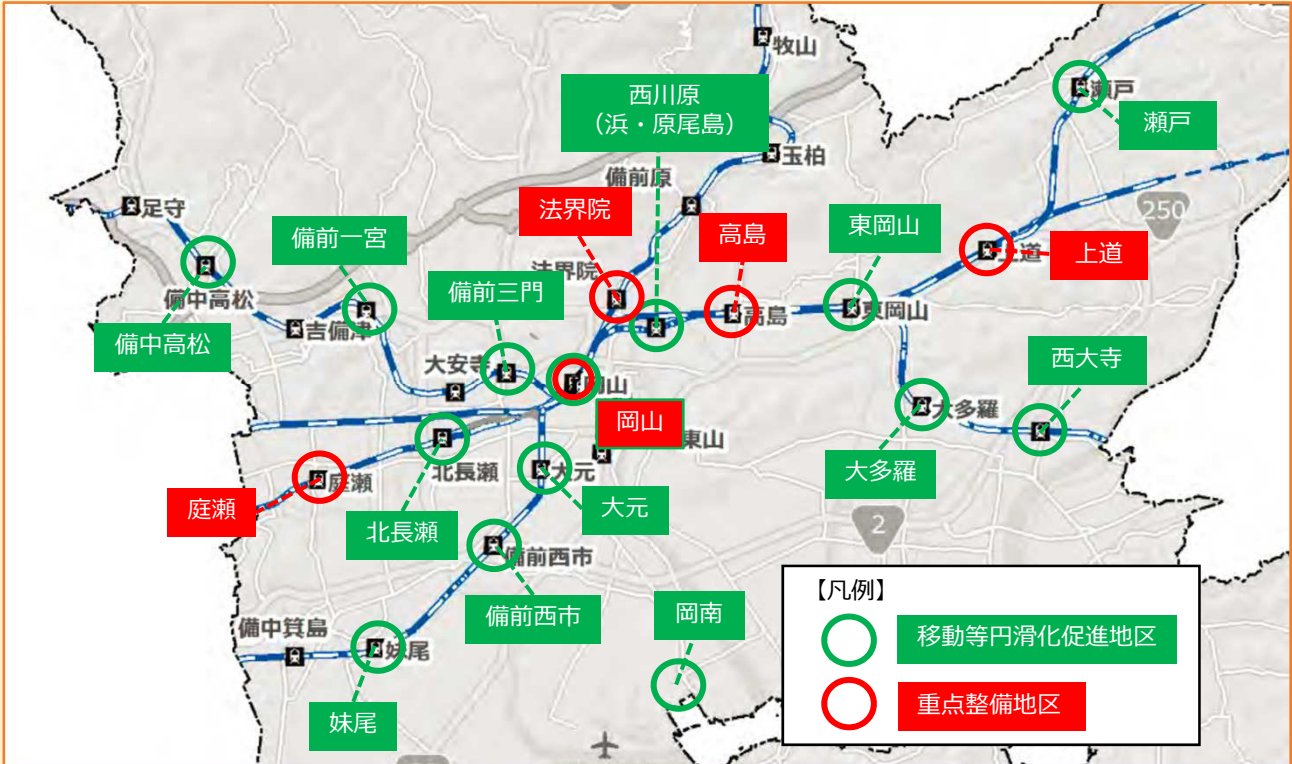 牧山
西川原
（浜・原尾島）
瀬戸
瀬戸
玉柏
備前原
足守
法界院
高島
東岡山
250
備前一宮
上道
上道
法界院
備中高松
備前三門
吉備津
高島
東岡山
備中高松
大安寺
西大寺
岡山
大多羅
岡山
東山
北長瀬
大元
庭瀬
大多羅
庭瀬
大元
北長瀬
2
備前西市
備前西市
岡南
備中箕島
妹尾
妹尾
【凡例】
移動等円滑化促進地区
重点整備地区